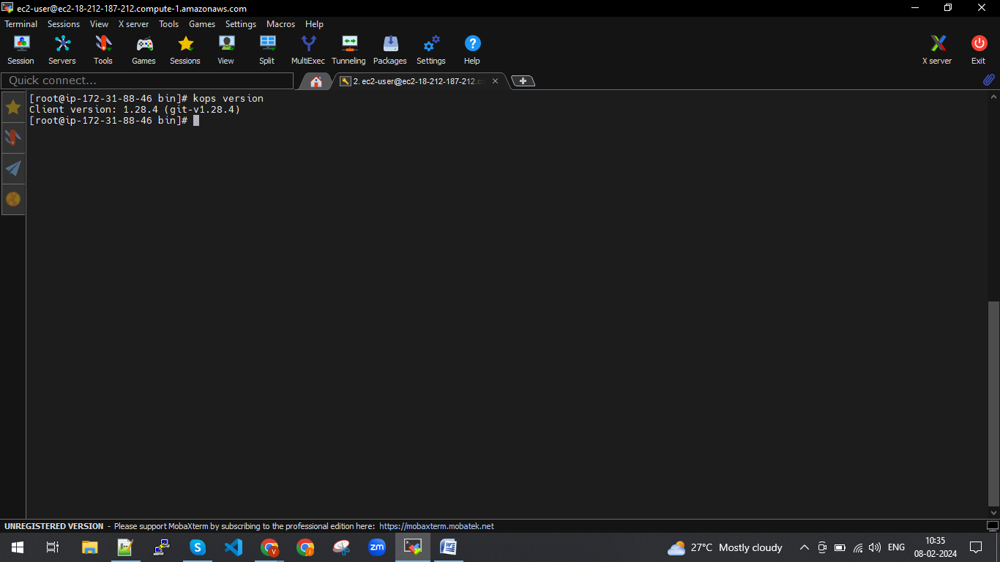 ec2-user@ec2-18-212-187-212.compute-1.amazonaws.com
Terminal Sessions View X server Tools Games Settings Macros Help
Session Servers Tools Games Sessions View Split MultiExec Tunneling Packages Settings Help X server Exit
Quick connect... 2. ec2-user@ec2-18-212-187-212.c
[root@ip-172-31-88-46 bin]# kops version
Client version: 1.28.4 (git-v1.28.4)
[root@ip-172-31-88-46 bin]#
UNREGISTERED VERSION - Please support MobaXterm by subscribing to the professional edition here: https://mobaxterm.mobatek.net
27°C Mostly cloudy ENG 10:35
08-02-2024